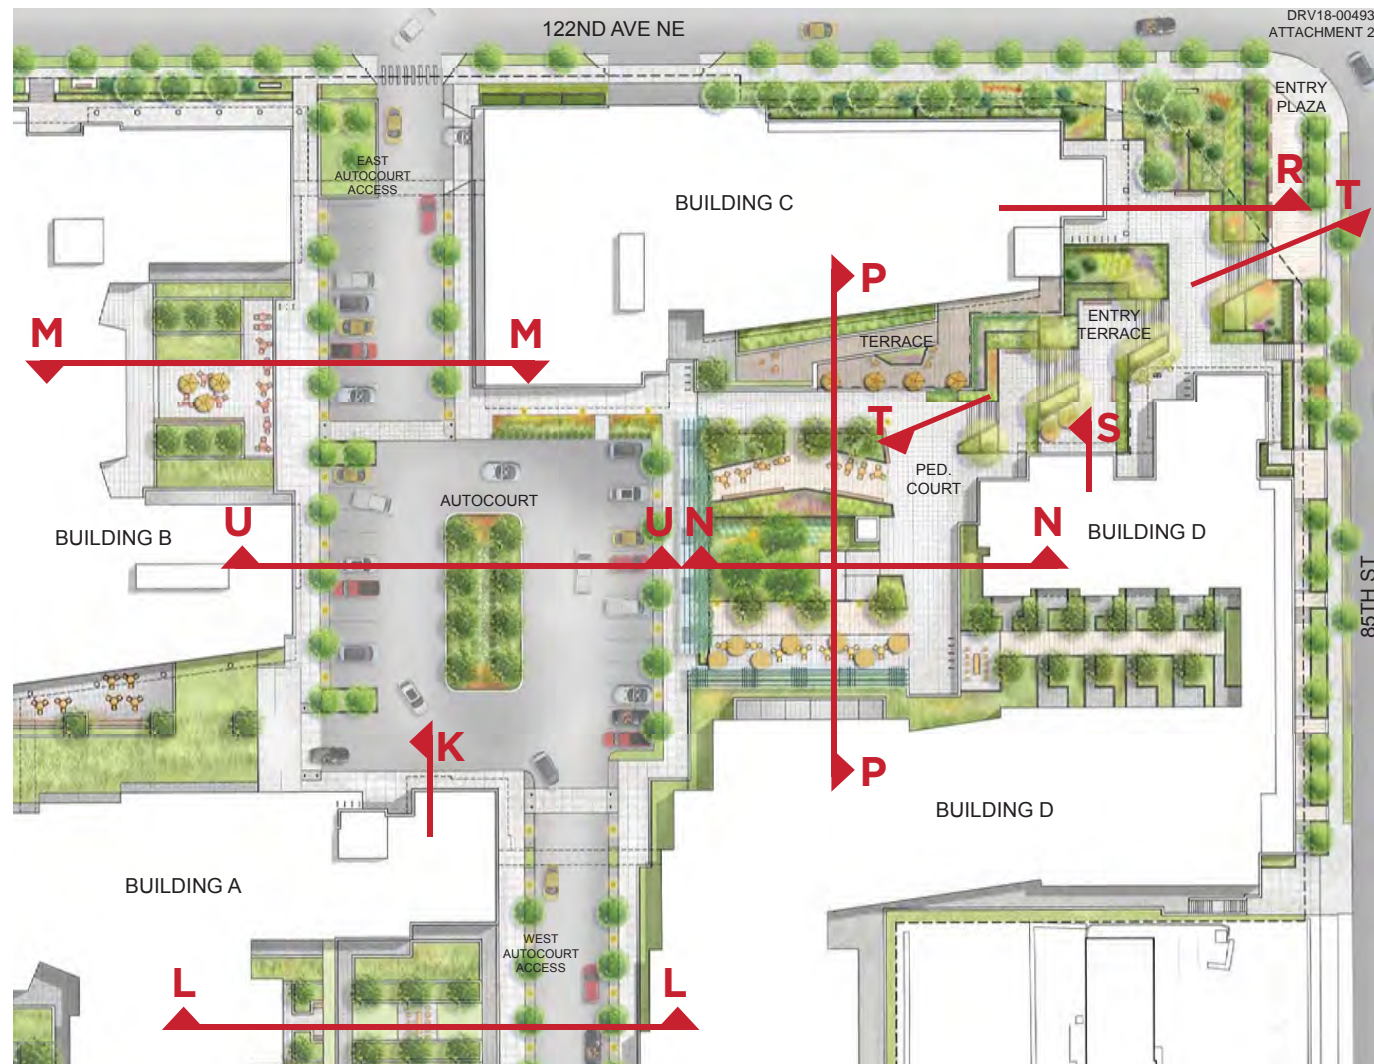 122ND AVE NE
DRV18-00493
ATTACHMENT 2
ENTRY
PLAZA
EAST
AUTOCOURT
ACCESS
BUILDING C
R
T
P
M
M
ENTRY
TERRACE
TERRACE
T
S
PED.
COURT
AUTOCOURT
U
U
N
N
BUILDING B
BUILDING D
85TH ST
K
P
BUILDING D
BUILDING A
WEST
AUTOCOURT
ACCESS
L
L